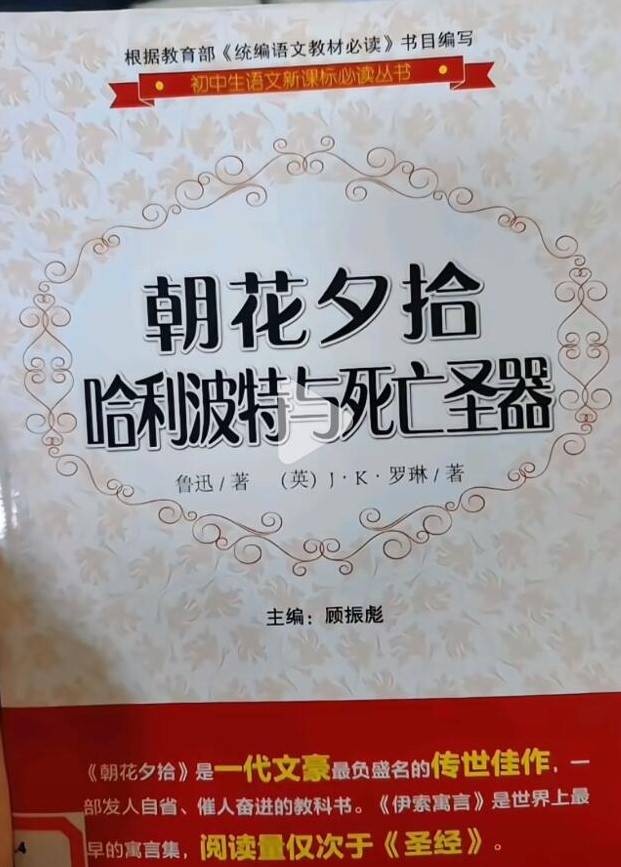 根据教育部《统编语文教材必读》书目编写
初中生语文新课标必读丛书
朝花夕拾
哈利波特与死亡圣器
鲁迅/著 (英)J·K·罗琳/著
主编：顾振彪
《朝花夕拾》是一代文豪最负盛名的传世佳作，一
部发人自省、催人奋进的教科书。《伊索寓言》是世界上最
早的寓言集，阅读量仅次于《圣经》。